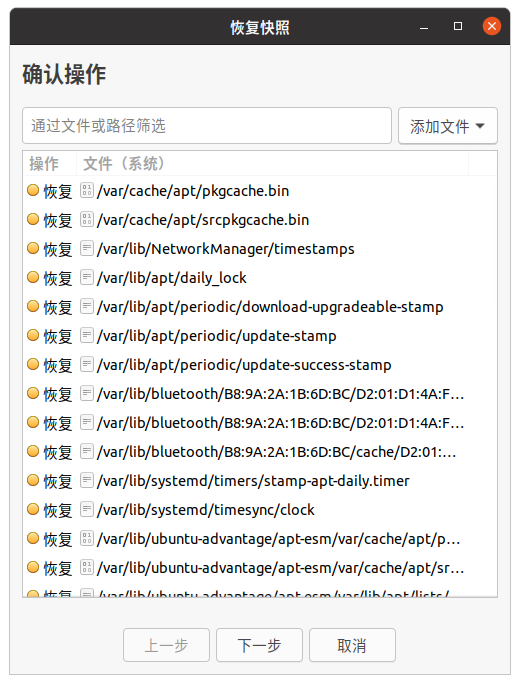 恢复快照
确认操作
通过文件或路径筛选
添加文件
操作 文件（系统）
恢复 /var/cache/apt/pkgcache.bin
恢复 /var/cache/apt/srcpkgcache.bin
恢复 /var/lib/NetworkManager/timestamps
恢复 /var/lib/apt/daily_lock
恢复 /var/lib/apt/periodic/download-upgradeable-stamp
恢复 /var/lib/apt/periodic/update-stamp
恢复 /var/lib/apt/periodic/update-success-stamp
恢复 /var/lib/bluetooth/B8:9A:2A:1B:6D:BC/D2:01:D1:4A:F…
恢复 /var/lib/bluetooth/B8:9A:2A:1B:6D:BC/D2:01:D1:4A:F…
恢复 /var/lib/bluetooth/B8:9A:2A:1B:6D:BC/cache/D2:01:…
恢复 /var/lib/systemd/timers/stamp-apt-daily.timer
恢复 /var/lib/systemd/timesync/clock
恢复 /var/lib/ubuntu-advantage/apt-esm/var/cache/apt/p…
恢复 /var/lib/ubuntu-advantage/apt-esm/var/cache/apt/sr…
恢复 /var/lib/ubuntu-advantage/apt-esm/var/lib/apt/lists/…
上一步 下一步 取消